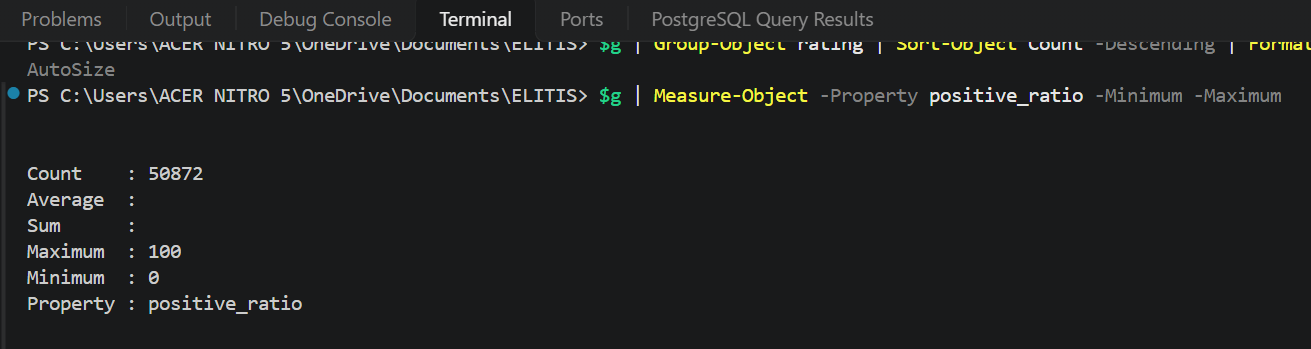 Problems Output Debug Console Terminal Ports PostgreSQL Query Results
PS C:\Users\ACER NITRO 5\OneDrive\Documents\ELITIS> $g | Group-Object rating | Sort-Object Count -Descending | Format
AutoSize
PS C:\Users\ACER NITRO 5\OneDrive\Documents\ELITIS> $g | Measure-Object -Property positive_ratio -Minimum -Maximum
Count : 50872
Average :
Sum :
Maximum : 100
Minimum : 0
Property : positive_ratio